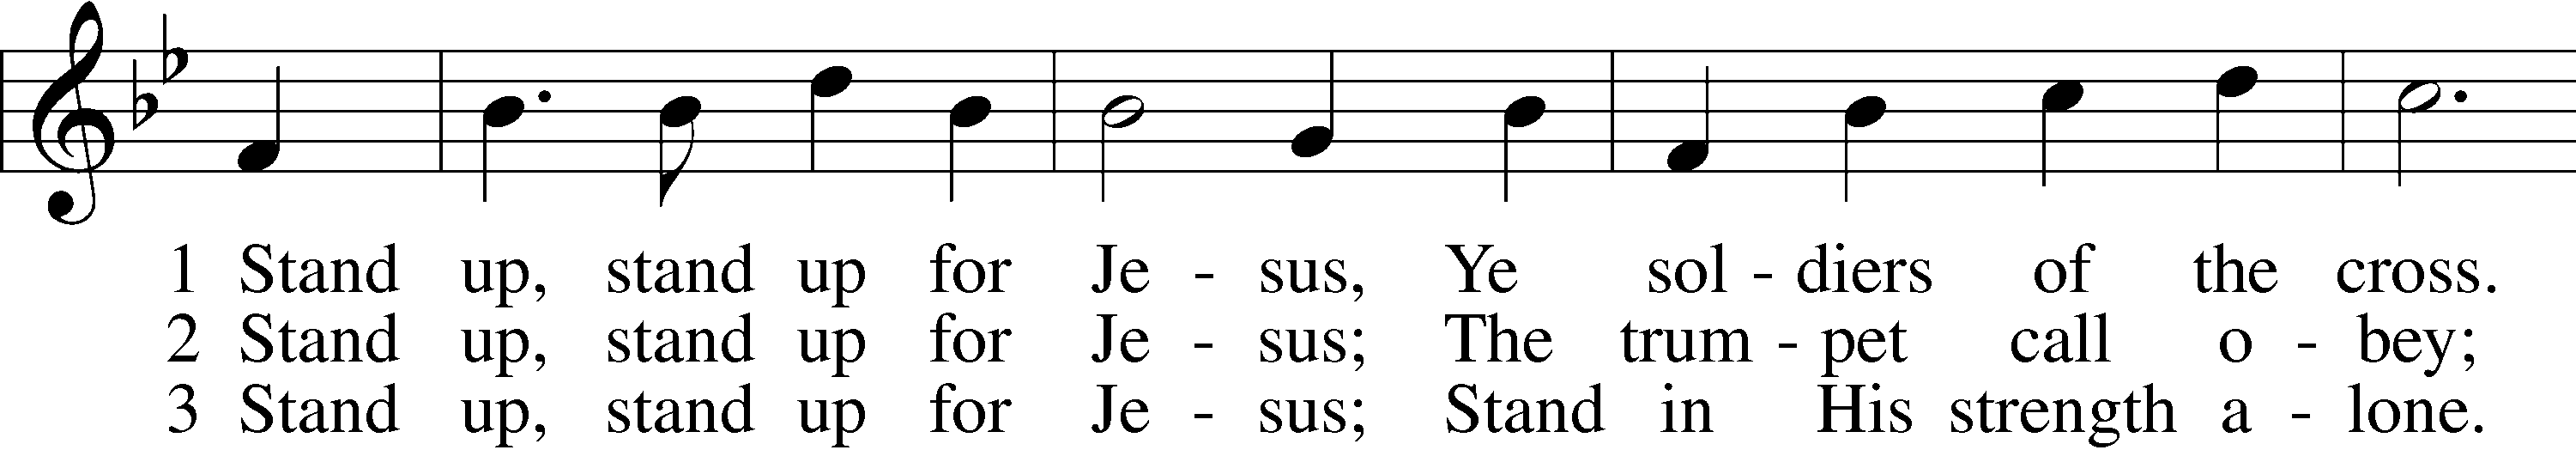 1 Stand up, stand up for Je - sus, Ye sol - diers of the cross.
2 Stand up, stand up for Je - sus; The trum - pet call o - bey;
3 Stand up, stand up for Je - sus; Stand in His strength a - lone.